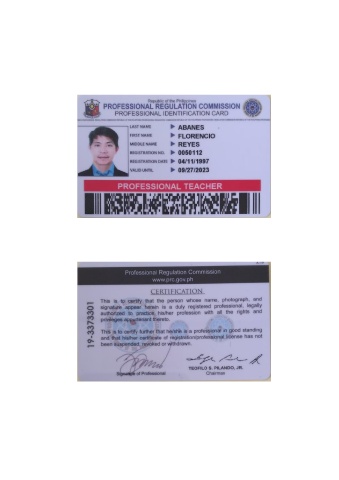 Republic of the Philippines
PROFESSIONAL REGULATION COMMISSION
PROFESSIONAL IDENTIFICATION CARD
LAST NAME ABANES
FIRST NAME FLORENCIO
MIDDLE NAME REYES
REGISTRATION NO. 0050112
REGISTRATION DATE 04/11/1997
VALID UNTIL 09/27/2023
PROFESSIONAL TEACHER
Professional Regulation Commission
www.prc.gov.ph
CERTIFICATION
This is to certify that the person whose name, photograph, and
signature appear herein is a duly registered professional, legally
authorized to practice his/her profession with all the rights and
privileges appurtenant thereto.
This is to certify further that he/she is a professional in good standing
and that his/her certificate of registration/professional license has not
been suspended, revoked or withdrawn.
19-3373301
Signature of Professional
TEOFILO S. PILANDO, JR.
Chairman